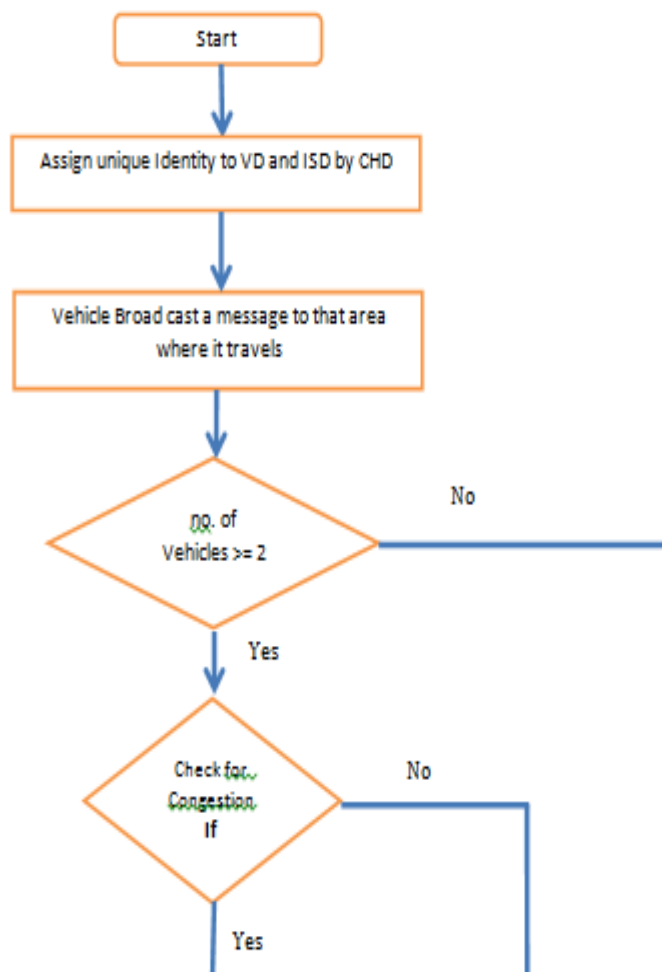 Start
Assign unique Identity to VD and ISD by CHD
Vehicle Broad cast a message to that area
where it travels
no. of
Vehicles >= 2
No
Yes
Check for
Congestion
If
No
Yes